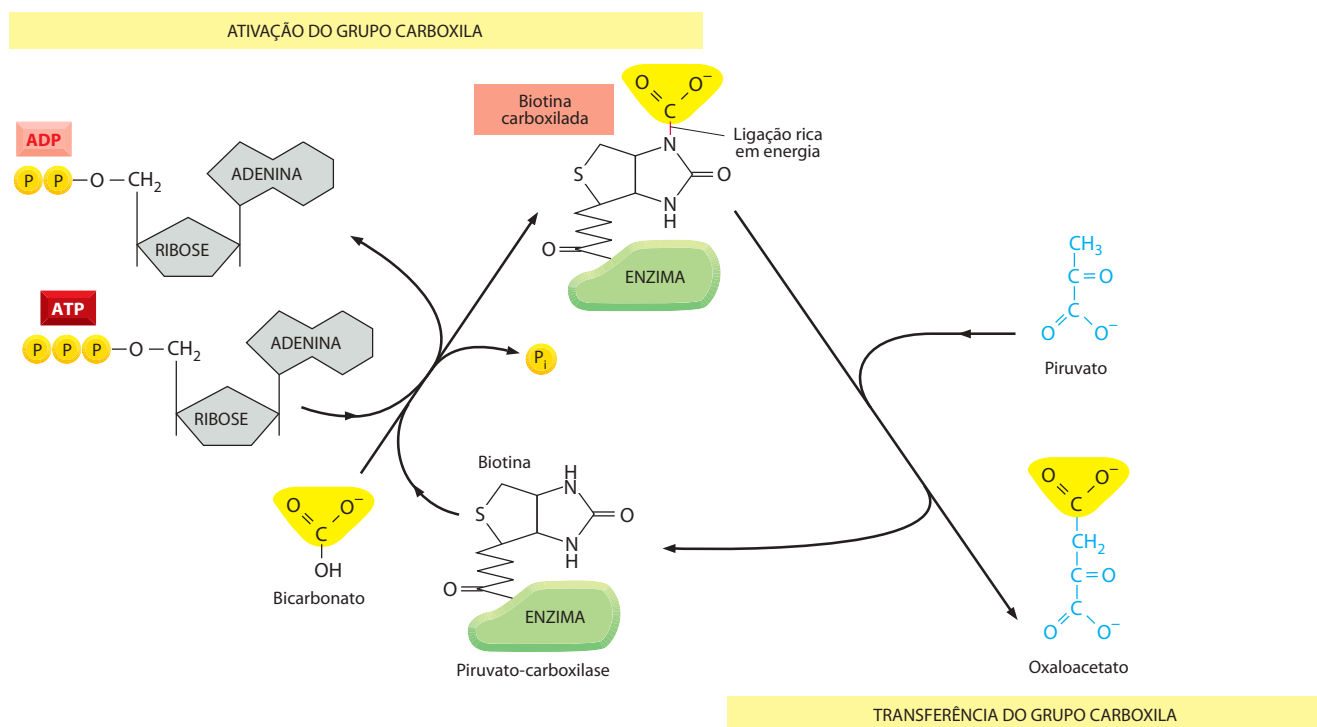 ATIVAÇÃO DO GRUPO CARBOXILA
ADP
P P – O – CH2
ADENINA
RIBOSE
ATP
P P P – O – CH2
ADENINA
RIBOSE
Pi
O O–
C
OH
Bicarbonato
Biotina
H
N
S
O
N
H
O
ENZIMA
Piruvato-carboxilase
Biotina
carboxilada
O O–
C
Ligação rica
em energia
N
S
O
N
H
O
ENZIMA
CH3
C=O
C
O O–
Piruvato
O O–
C
CH2
C=O
C
O O–
Oxaloacetato
TRANSFERÊNCIA DO GRUPO CARBOXILA